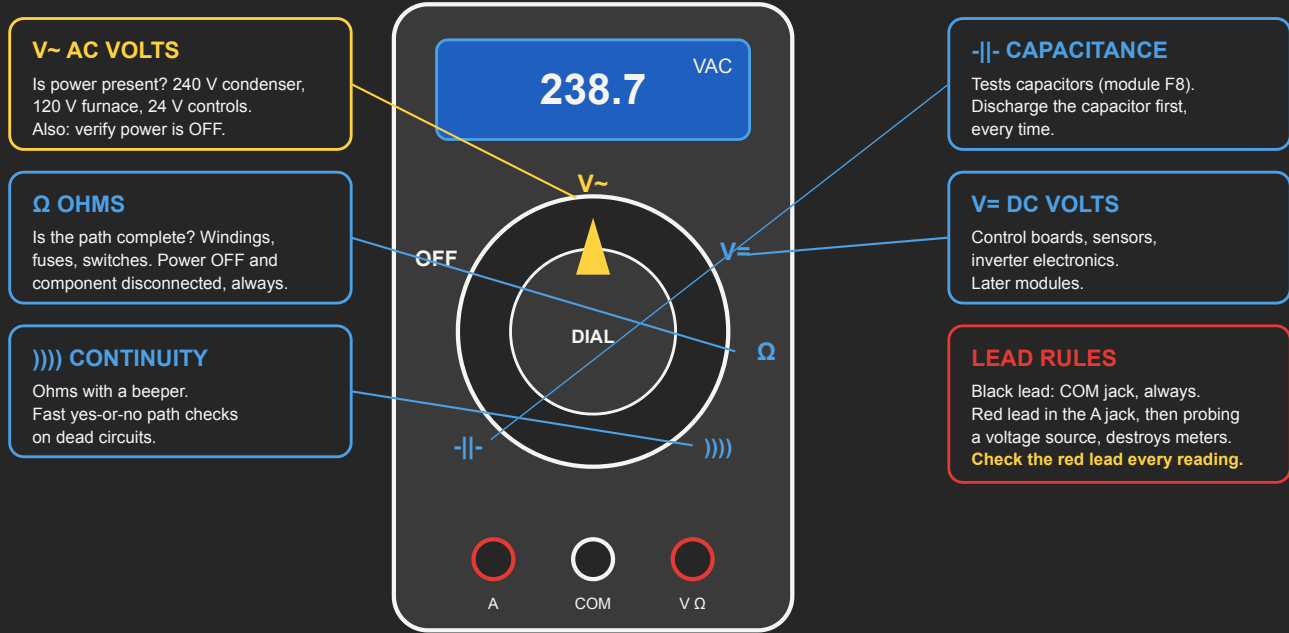 V~ AC VOLTS
Is power present? 240 V condenser,
120 V furnace, 24 V controls.
Also: verify power is OFF.
Ω OHMS
Is the path complete? Windings,
fuses, switches. Power OFF and
component disconnected, always.
)))) CONTINUITY
Ohms with a beeper.
Fast yes-or-no path checks
on dead circuits.
VAC
238.7
V~
OFF
V=
DIAL
Ω
-||-
))))
A
COM
V Ω
-||- CAPACITANCE
Tests capacitors (module F8).
Discharge the capacitor first,
every time.
V= DC VOLTS
Control boards, sensors,
inverter electronics.
Later modules.
LEAD RULES
Black lead: COM jack, always.
Red lead in the A jack, then probing
a voltage source, destroys meters.
Check the red lead every reading.